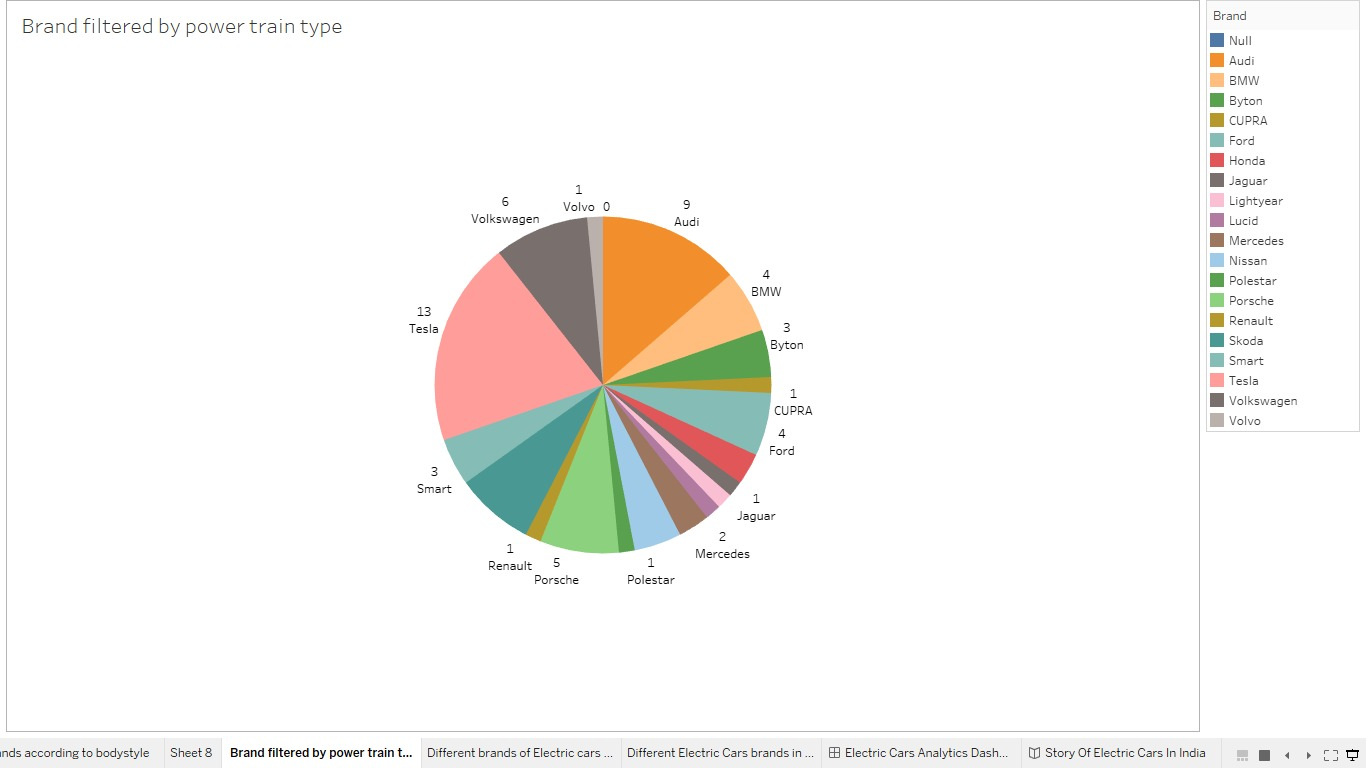 Brand filtered by power train type
1
Volvo
0
6
Volkswagen
9
Audi
4
BMW
3
Byton
1
CUPRA
4
Ford
1
Jaguar
2
Mercedes
1
Polestar
5
Porsche
1
Renault
3
Smart
13
Tesla
Brand
Null
Audi
BMW
Byton
CUPRA
Ford
Honda
Jaguar
Lightyear
Lucid
Mercedes
Nissan
Polestar
Porsche
Renault
Skoda
Smart
Tesla
Volkswagen
Volvo
nds according to bodystyle
Sheet 8
Brand filtered by power train t...
Different brands of Electric cars ...
Different Electric Cars brands in ...
Electric Cars Analytics Dash...
Story Of Electric Cars In India